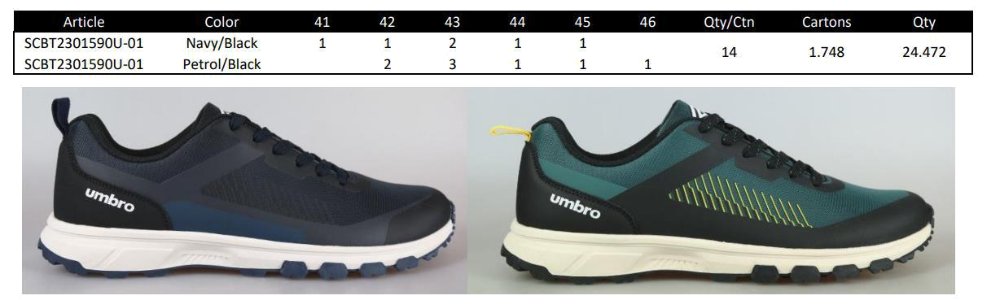 Article Color 41 42 43 44 45 46 Qty/Ctn Cartons Qty
SCBT2301590U-01 Navy/Black 1 1 2 1 1
14 1.748 24.472
SCBT2301590U-01 Petrol/Black 2 3 1 1 1
umbro
umbro